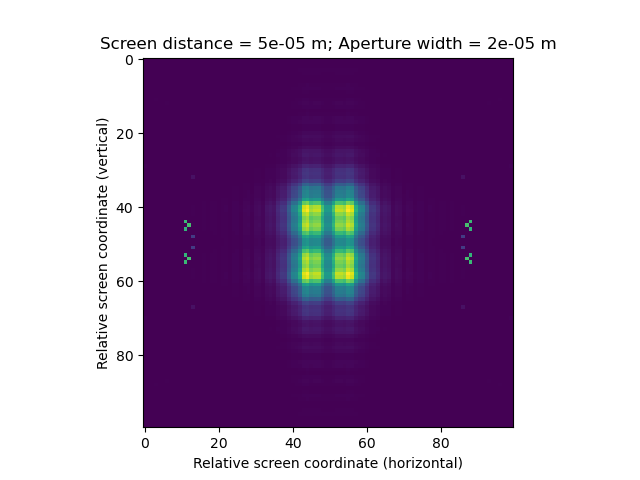 Screen distance = 5e-05 m; Aperture width = 2e-05 m
0
20
40
60
80
Relative screen coordinate (vertical)
0 20 40 60 80
Relative screen coordinate (horizontal)